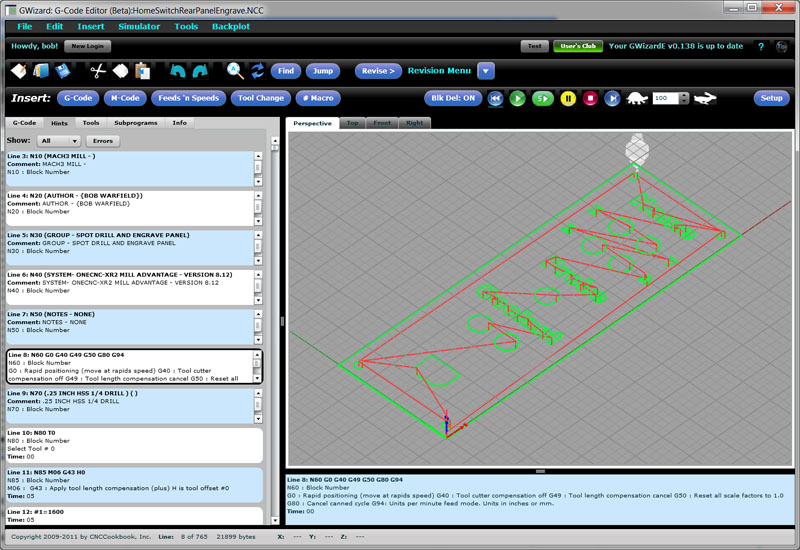 GWizard: G-Code Editor (Beta):HomeSwitchRearPanelEngrave.NCC
File Edit Insert Simulator Tools Backplot
Howdy, bob! New Login Test User's Club Your GWizardE v0.138 is up to date ?
Find Jump Revise > Revision Menu
Insert: G-Code M-Code Feeds 'n Speeds Tool Change # Macro Blk Del: ON S 100 Setup
G-Code Hints Tools Subprograms Info
Show: All Errors
Line 3: N10 (MACH3 MILL - )
Comment: MACH3 MILL -
N10 : Block Number
Line 4: N20 (AUTHOR - {BOB WARFIELD})
Comment: AUTHOR - {BOB WARFIELD}
N20 : Block Number
Line 5: N30 (GROUP - SPOT DRILL AND ENGRAVE PANEL)
Comment: GROUP - SPOT DRILL AND ENGRAVE PANEL
N30 : Block Number
Line 6: N40 (SYSTEM- ONECNC-XR2 MILL ADVANTAGE - VERSION 8.12)
Comment: SYSTEM- ONECNC-XR2 MILL ADVANTAGE - VERSION 8.12
N40 : Block Number
Line 7: N50 (NOTES - NONE)
Comment: NOTES - NONE
N50 : Block Number
Line 8: N60 G0 G40 G49 G50 G80 G94
N60 : Block Number
G0 : Rapid positioning (move at rapids speed) G40 : Tool cutter
compensation off G49 : Tool length compensation cancel G50 : Reset all
Line 9: N70 (.25 INCH HSS 1/4 DRILL ) ( )
Comment: .25 INCH HSS 1/4 DRILL
N70 : Block Number
Line 10: N80 T0
N80 : Block Number
Select Tool # 0
Time: 00
Line 11: N85 M06 G43 H0
N85 : Block Number
M06 : G43 : Apply tool length compensation (plus) H is tool offset #0
Time: 05
Line 12: #1=1600
Time: 05
Perspective Top Front Right
Line 8: N60 G0 G40 G49 G50 G80 G94
N60 : Block Number
G0 : Rapid positioning (move at rapids speed) G40 : Tool cutter compensation off G49 : Tool length compensation cancel G50 : Reset all scale factors to 1.0
G80 : Cancel canned cycle G94: Units per minute feed mode. Units in inches or mm.
Time: 00
Copyright 2009-2011 by CNCCookbook, Inc. Line: 8 of 765 21899 bytes X: --- Y: --- Z: ---